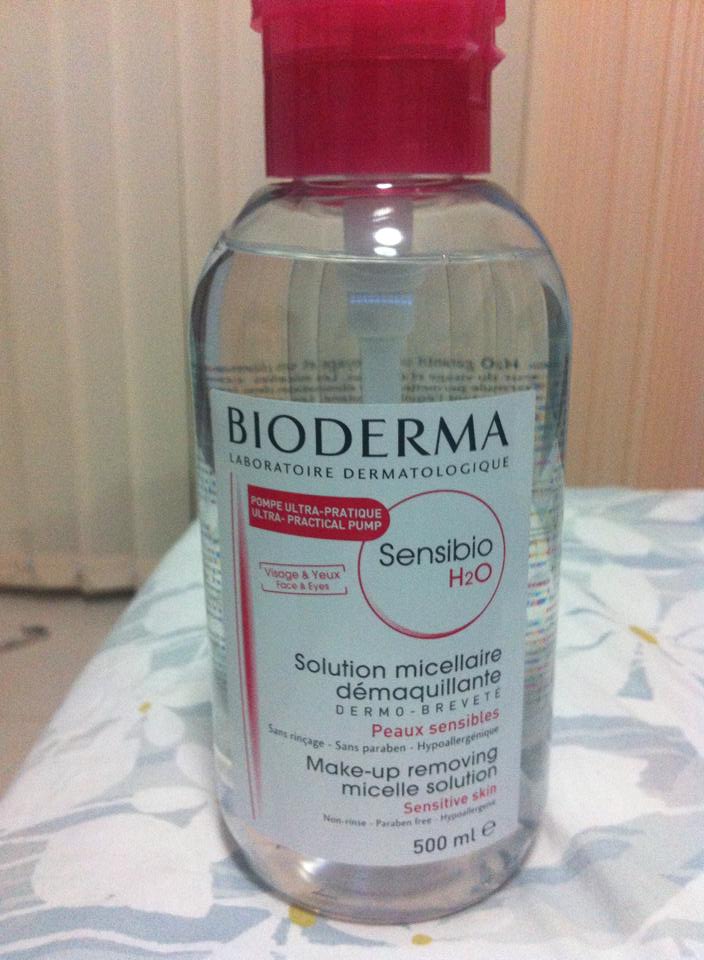 BIODERMA
LABORATOIRE DERMATOLOGIQUE
POMPE ULTRA-PRATIQUE
ULTRA- PRACTICAL PUMP
Sensibio
H2O
Visage & Yeux
Face & Eyes
Solution micellaire
démaquillante
DERMO-BREVETÉ
Peaux sensibles
Sans rinçage - Sans paraben - Hypoallergénique
Make-up removing
micelle solution
Sensitive skin
Non-rinse - Paraben free - Hypoallergenic
500 ml ℮